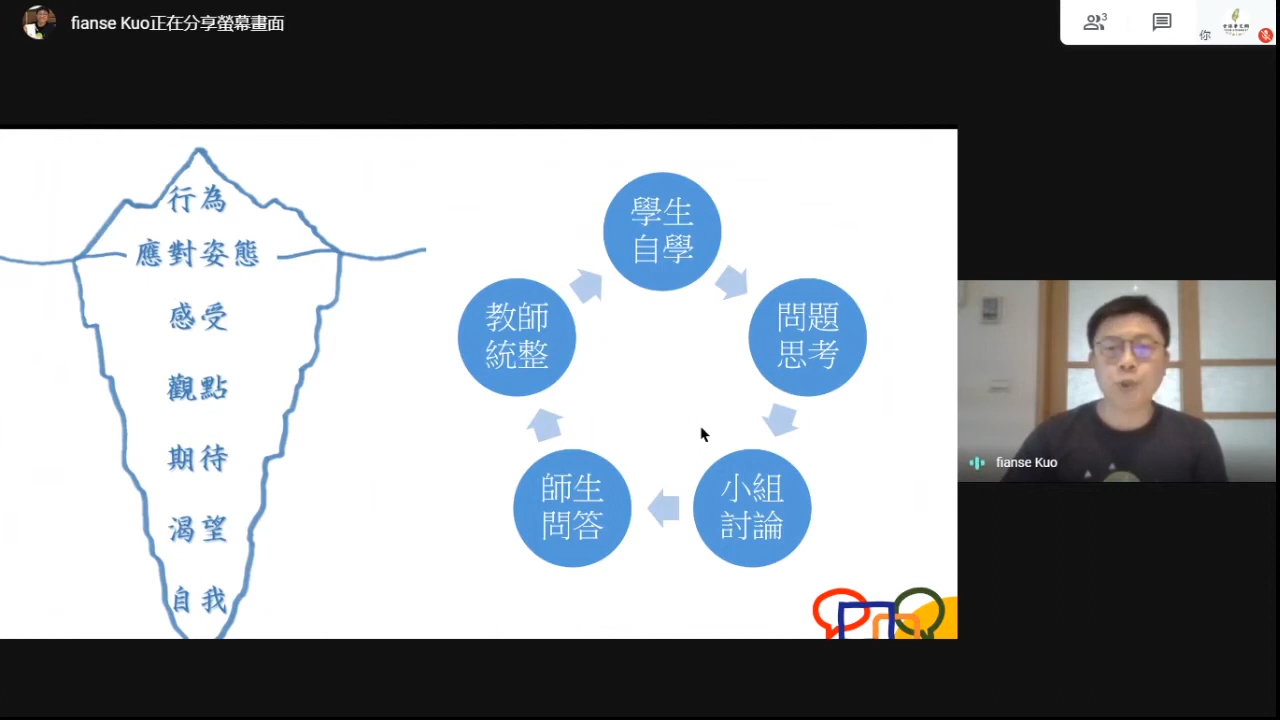 fianse Kuo正在分享螢幕畫面
3
你
行為
應對姿態
感受
觀點
期待
渴望
自我
學生
自學
問題
思考
小組
討論
師生
問答
教師
統整
fianse Kuo